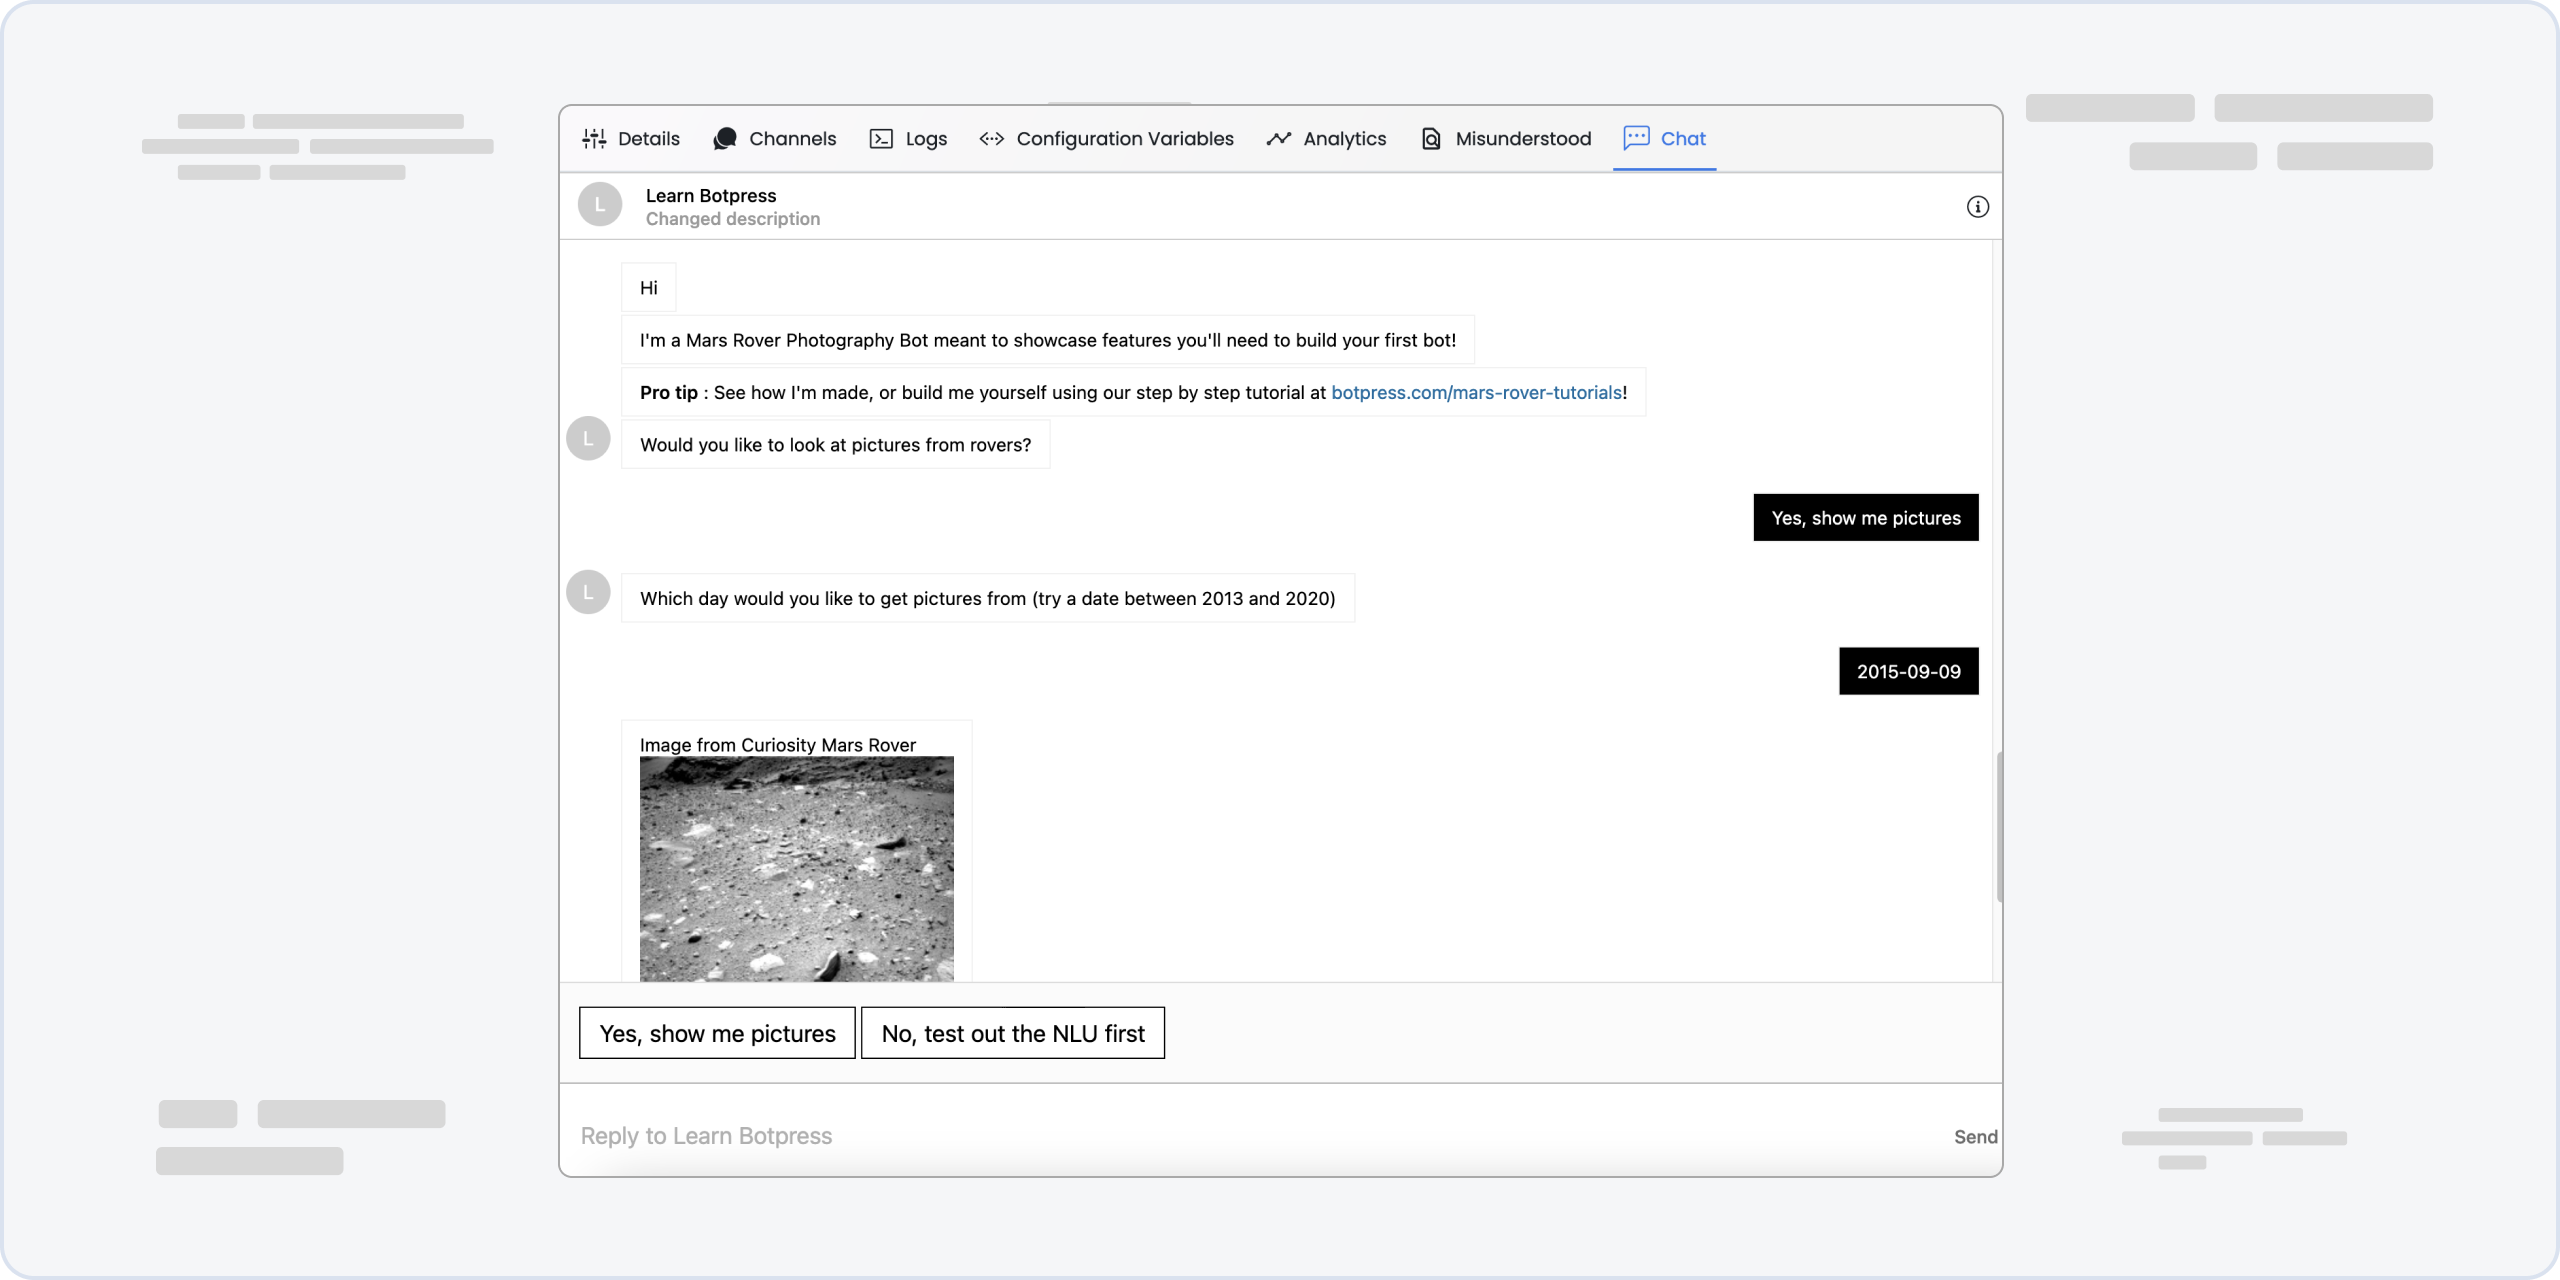 Details Channels Logs Configuration Variables Analytics Misunderstood Chat
L
Learn Botpress
Changed description
Hi
I'm a Mars Rover Photography Bot meant to showcase features you'll need to build your first bot!
Pro tip : See how I'm made, or build me yourself using our step by step tutorial at botpress.com/mars-rover-tutorials!
L
Would you like to look at pictures from rovers?
Yes, show me pictures
L
Which day would you like to get pictures from (try a date between 2013 and 2020)
2015-09-09
Image from Curiosity Mars Rover
Yes, show me pictures No, test out the NLU first
Reply to Learn Botpress Send